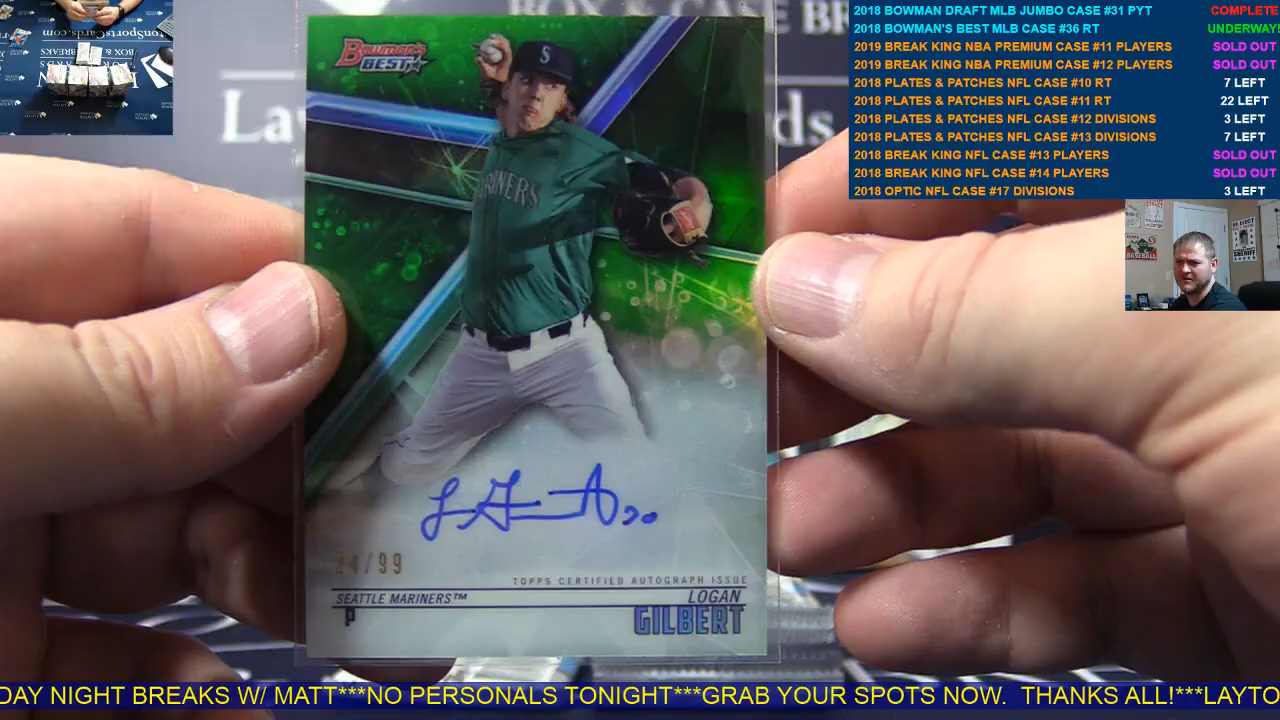 2018 BOWMAN DRAFT MLB JUMBO CASE #31 PYT COMPLETE
2018 BOWMAN'S BEST MLB CASE #36 RT UNDERWAY!
2019 BREAK KING NBA PREMIUM CASE #11 PLAYERS SOLD OUT
2019 BREAK KING NBA PREMIUM CASE #12 PLAYERS SOLD OUT
2018 PLATES & PATCHES NFL CASE #10 RT 7 LEFT
2018 PLATES & PATCHES NFL CASE #11 RT 22 LEFT
2018 PLATES & PATCHES NFL CASE #12 DIVISIONS 3 LEFT
2018 PLATES & PATCHES NFL CASE #13 DIVISIONS 7 LEFT
2018 BREAK KING NFL CASE #13 PLAYERS SOLD OUT
2018 BREAK KING NFL CASE #14 PLAYERS SOLD OUT
2018 OPTIC NFL CASE #17 DIVISIONS 3 LEFT
BOWMAN'S
BEST
S
MARINERS
24/99
TOPPS CERTIFIED AUTOGRAPH ISSUE
SEATTLE MARINERS™ LOGAN
P GILBERT
DAY NIGHT BREAKS W/ MATT***NO PERSONALS TONIGHT***GRAB YOUR SPOTS NOW. THANKS ALL!***LAYTO